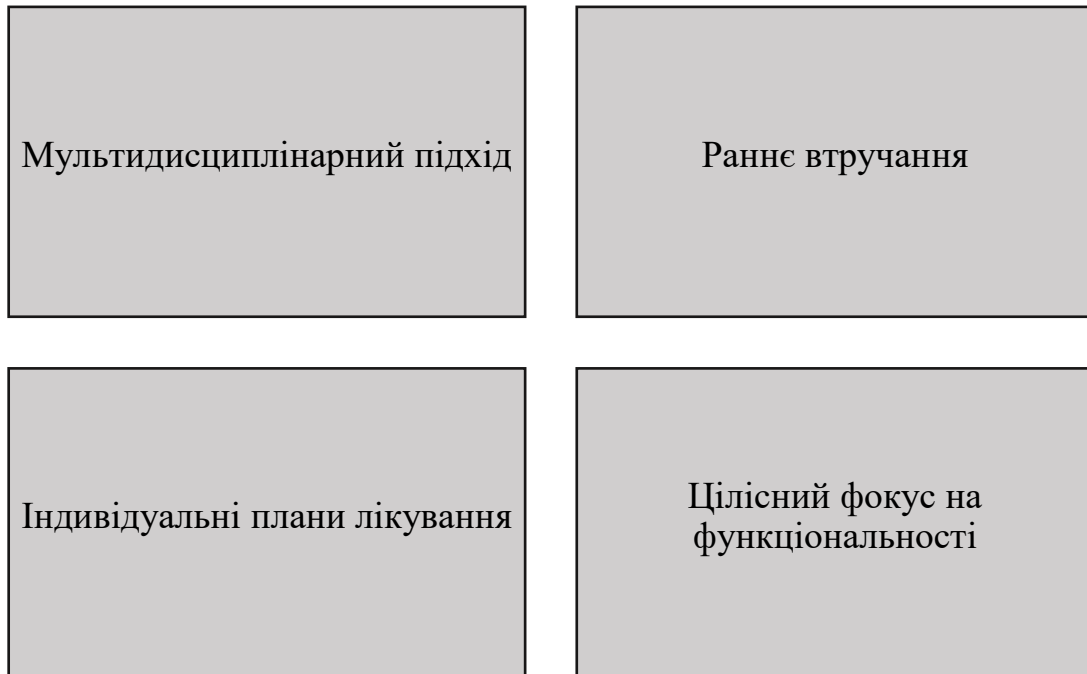 Мультидисциплінарний підхід
Раннє втручання
Індивідуальні плани лікування
Цілісний фокус на
функціональності